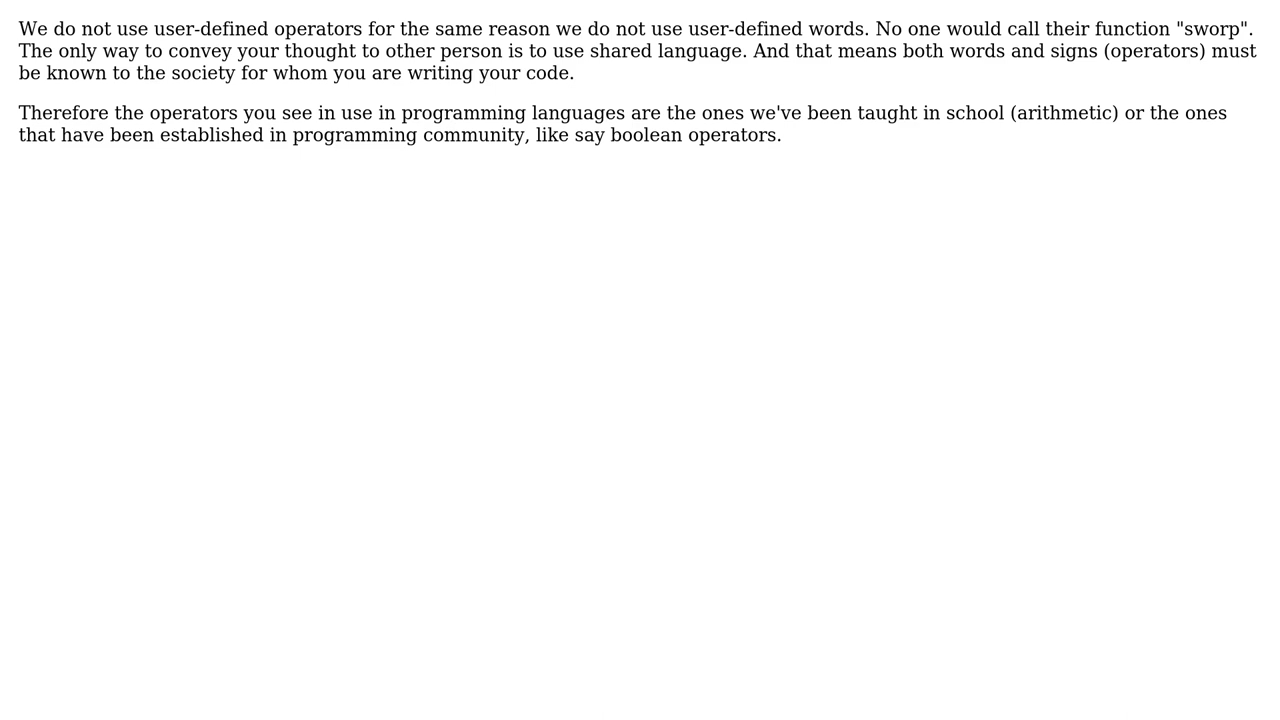 We do not use user-defined operators for the same reason we do not use user-defined words. No one would call their function "sworp".
The only way to convey your thought to other person is to use shared language. And that means both words and signs (operators) must
be known to the society for whom you are writing your code.
Therefore the operators you see in use in programming languages are the ones we've been taught in school (arithmetic) or the ones
that have been established in programming community, like say boolean operators.